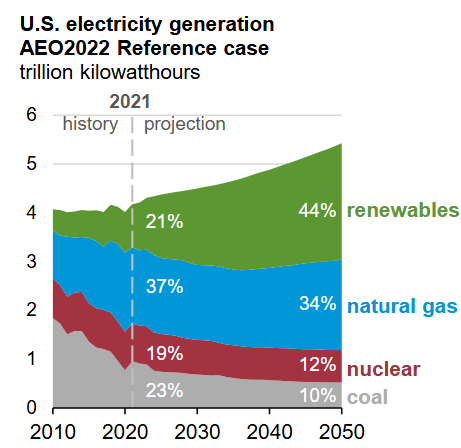 U.S. electricity generation
AEO2022 Reference case
trillion kilowatthours
6
2021
history projection
5
4
21%
44% renewables
3
37%
34% natural gas
2
19%
1
12% nuclear
23%
10% coal
0
2010 2020 2030 2040 2050